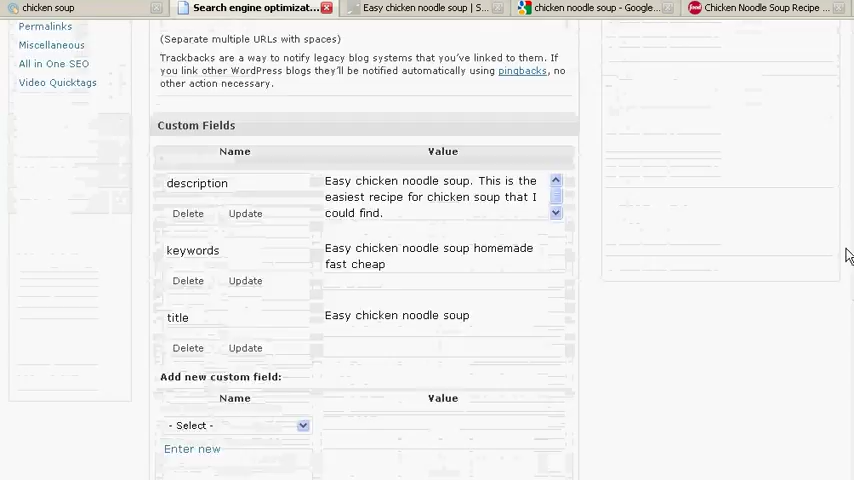 chicken soup
Search engine optimizat...
Easy chicken noodle soup | S...
chicken noodle soup - Google...
Chicken Noodle Soup Recipe ...
Permalinks
Miscellaneous
All in One SEO
Video Quicktags
(Separate multiple URLs with spaces)
Trackbacks are a way to notify legacy blog systems that you've linked to them. If
you link other WordPress blogs they'll be notified automatically using pingbacks, no
other action necessary.
Custom Fields
Name Value
description
Easy chicken noodle soup. This is the
easiest recipe for chicken soup that I
could find.
Delete Update
keywords
Easy chicken noodle soup homemade
fast cheap
Delete Update
title
Easy chicken noodle soup
Delete Update
Add new custom field:
Name Value
- Select -
Enter new